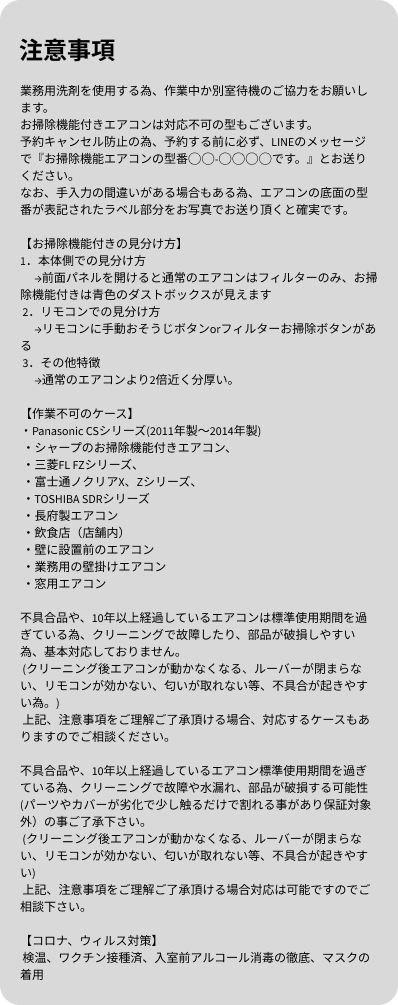 注意事項
業務用洗剤を使用する為、作業中か別室待機のご協力をお願いし
ます。
お掃除機能付きエアコンは対応不可の型もございます。
予約キャンセル防止の為、予約する前に必ず、LINEのメッセージ
で『お掃除機能エアコンの型番◯◯-◯◯◯◯です。』とお送り
ください。
なお、手入力の間違いがある場合もある為、エアコンの底面の型
番が表記されたラベル部分をお写真でお送り頂くと確実です。
【お掃除機能付きの見分け方】
1．本体側での見分け方
→前面パネルを開けると通常のエアコンはフィルターのみ、お掃
除機能付きは青色のダストボックスが見えます
2．リモコンでの見分け方
→リモコンに手動おそうじボタンorフィルターお掃除ボタンがあ
る
3．その他特徴
→通常のエアコンより2倍近く分厚い。
【作業不可のケース】
・Panasonic CSシリーズ(2011年製〜2014年製)
・シャープのお掃除機能付きエアコン、
・三菱FL FZシリーズ、
・富士通ノクリアX、Zシリーズ、
・TOSHIBA SDRシリーズ
・長府製エアコン
・飲食店（店舗内）
・壁に設置前のエアコン
・業務用の壁掛けエアコン
・窓用エアコン
不具合品や、10年以上経過しているエアコンは標準使用期間を過
ぎている為、クリーニングで故障したり、部品が破損しやすい
為、基本対応しておりません。
(クリーニング後エアコンが動かなくなる、ルーバーが閉まらな
い、リモコンが効かない、匂いが取れない等、不具合が起きやす
い為。)
上記、注意事項をご理解ご了承頂ける場合、対応するケースもあ
りますのでご相談ください。
不具合品や、10年以上経過しているエアコン標準使用期間を過ぎ
ている為、クリーニングで故障や水漏れ、部品が破損する可能性
(パーツやカバーが劣化で少し触るだけで割れる事があり保証対象
外）の事ご了承下さい。
(クリーニング後エアコンが動かなくなる、ルーバーが閉まらな
い、リモコンが効かない、匂いが取れない等、不具合が起きやす
い)
上記、注意事項をご理解ご了承頂ける場合対応は可能ですのでご
相談下さい。
【コロナ、ウィルス対策】
検温、ワクチン接種済、入室前アルコール消毒の徹底、マスクの
着用